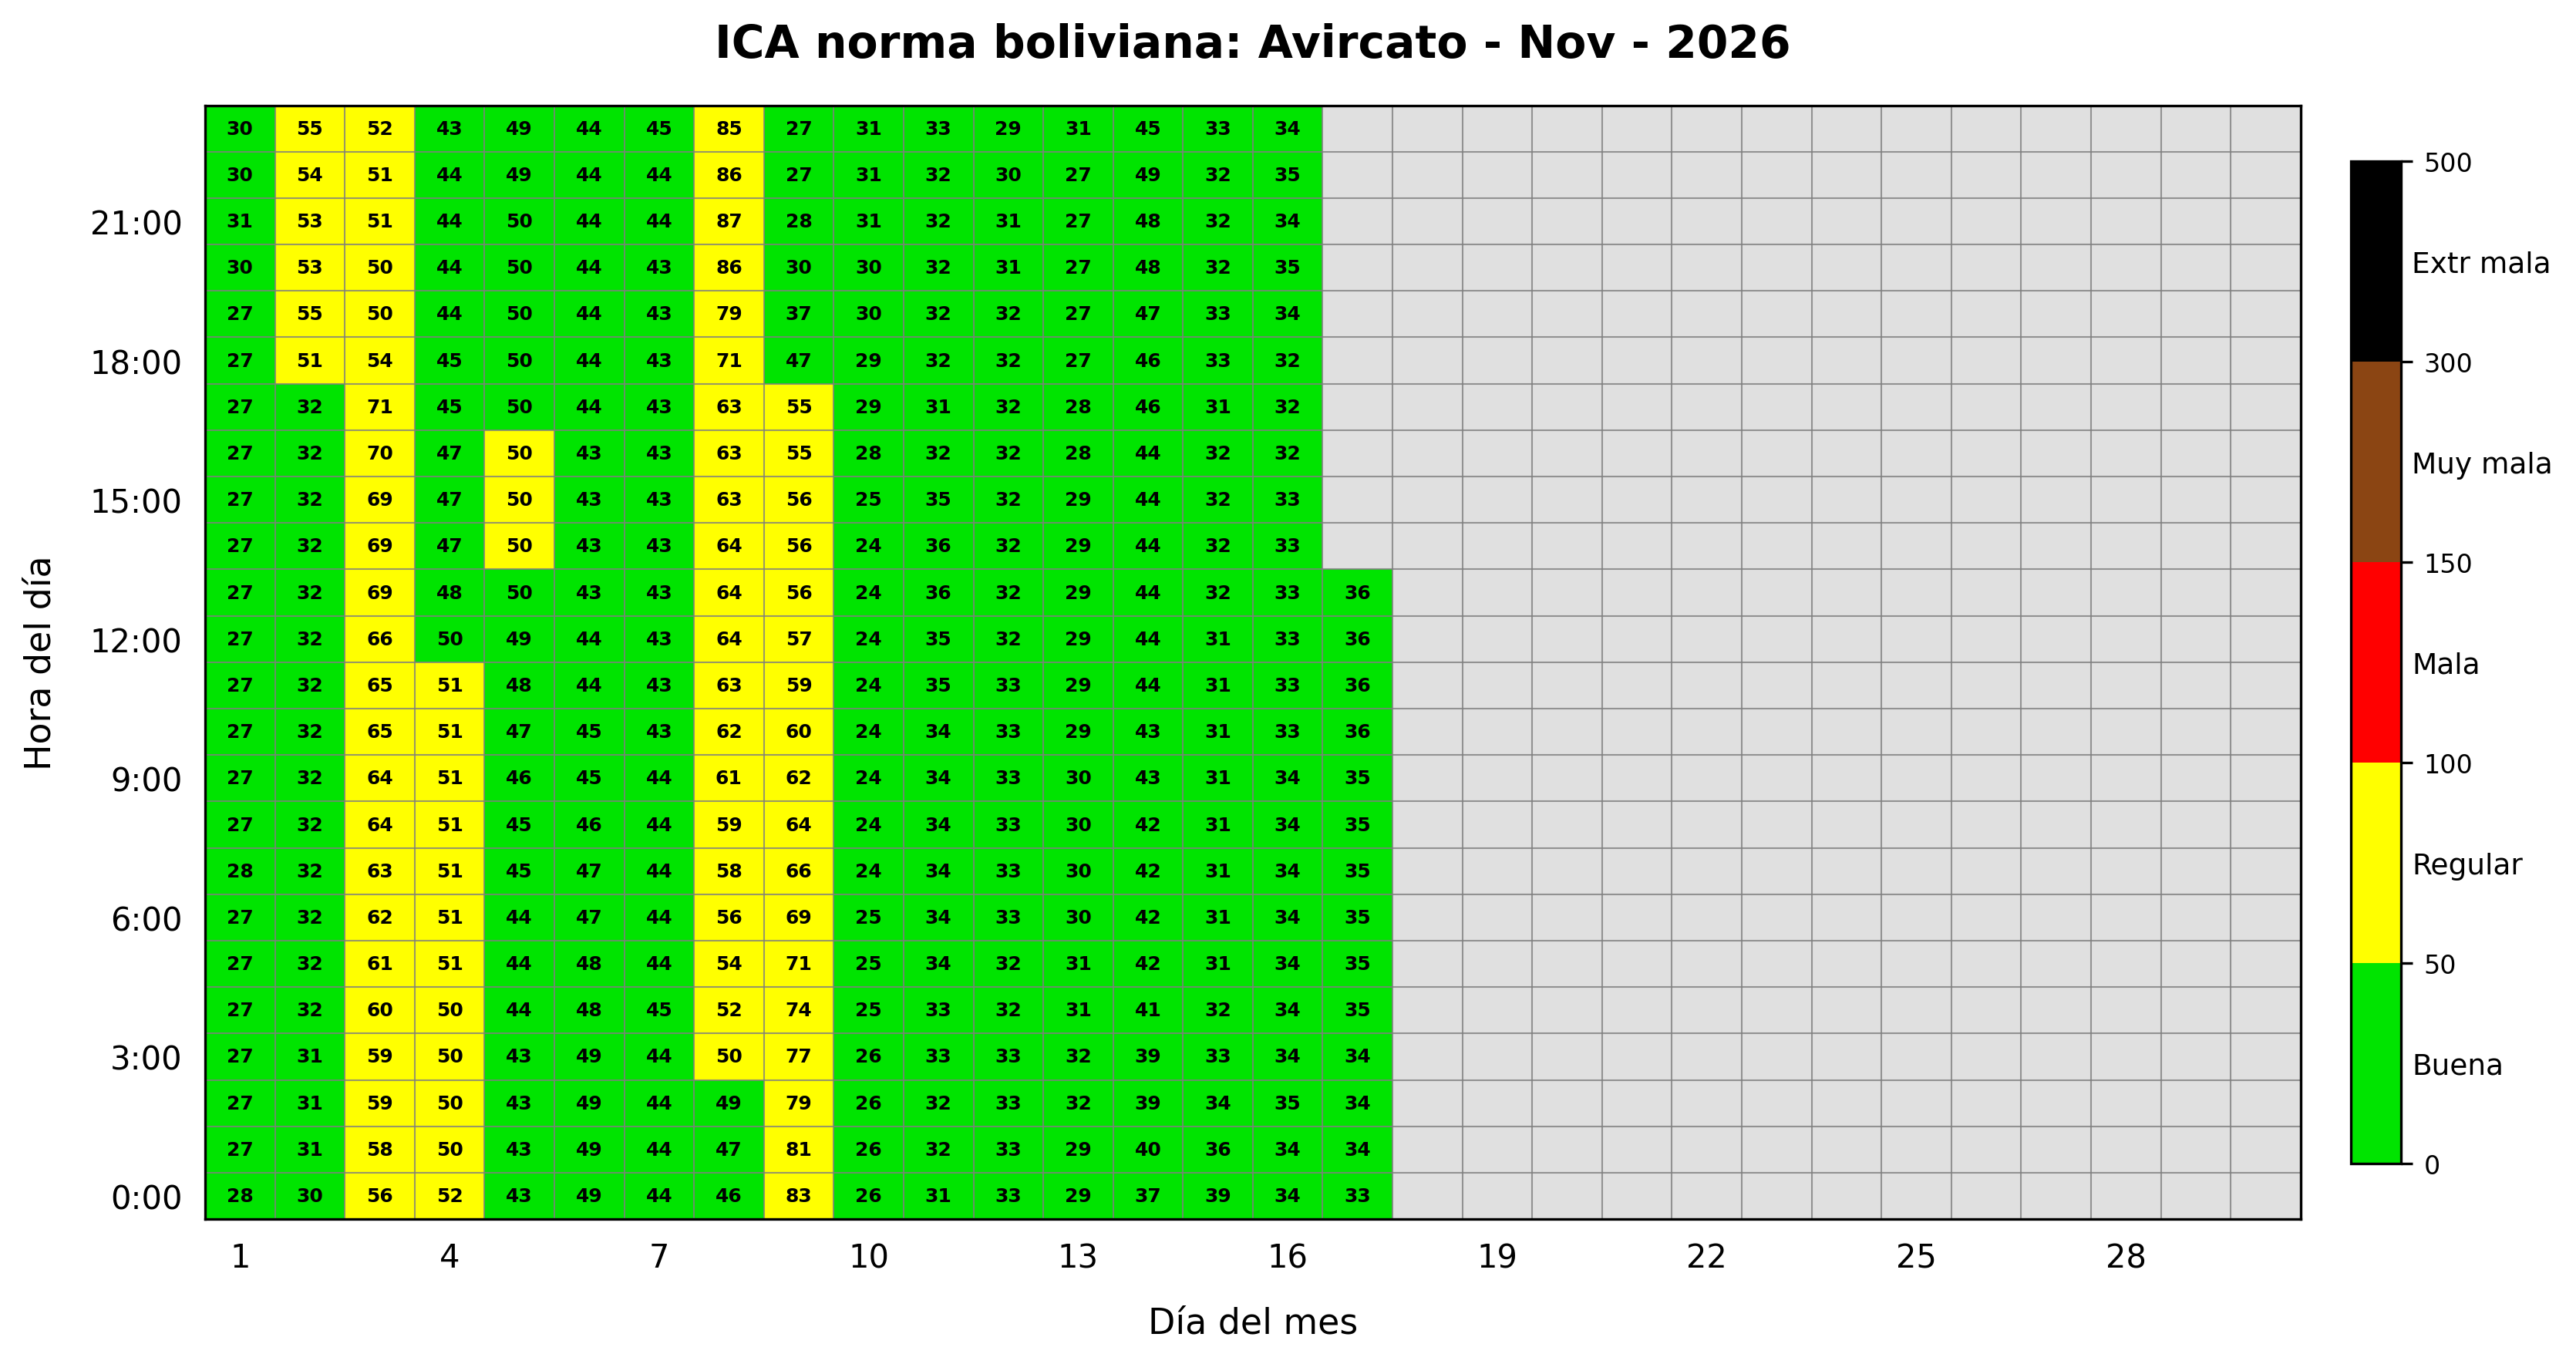 ICA norma boliviana: Avircato - Nov - 2026
30 55 52 43 49 44 45 85 27 31 33 29 31 45 33 34
30 54 51 44 49 44 44 86 27 31 32 30 27 49 32 35
21:00 31 53 51 44 50 44 44 87 28 31 32 31 27 48 32 34
30 53 50 44 50 44 43 86 30 30 32 31 27 48 32 35
27 55 50 44 50 44 43 79 37 30 32 32 27 47 33 34
18:00 27 51 54 45 50 44 43 71 47 29 32 32 27 46 33 32
27 32 71 45 50 44 43 63 55 29 31 32 28 46 31 32
27 32 70 47 50 43 43 63 55 28 32 32 28 44 32 32
15:00 27 32 69 47 50 43 43 63 56 25 35 32 29 44 32 33
27 32 69 47 50 43 43 64 56 24 36 32 29 44 32 33
27 32 69 48 50 43 43 64 56 24 36 32 29 44 32 33 36
12:00 27 32 66 50 49 44 43 64 57 24 35 32 29 44 31 33 36
27 32 65 51 48 44 43 63 59 24 35 33 29 44 31 33 36
27 32 65 51 47 45 43 62 60 24 34 33 29 43 31 33 36
9:00 27 32 64 51 46 45 44 61 62 24 34 33 30 43 31 34 35
27 32 64 51 45 46 44 59 64 24 34 33 30 42 31 34 35
28 32 63 51 45 47 44 58 66 24 34 33 30 42 31 34 35
6:00 27 32 62 51 44 47 44 56 69 25 34 33 30 42 31 34 35
27 32 61 51 44 48 44 54 71 25 34 32 31 42 31 34 35
27 32 60 50 44 48 45 52 74 25 33 32 31 41 32 34 35
3:00 27 31 59 50 43 49 44 50 77 26 33 33 32 39 33 34 34
27 31 59 50 43 49 44 49 79 26 32 33 32 39 34 35 34
27 31 58 50 43 49 44 47 81 26 32 33 29 40 36 34 34
0:00 28 30 56 52 43 49 44 46 83 26 31 33 29 37 39 34 33
1 4 7 10 13 16 19 22 25 28
Día del mes
Hora del día
500
Extr mala
300
Muy mala
150
Mala
100
Regular
50
Buena
0